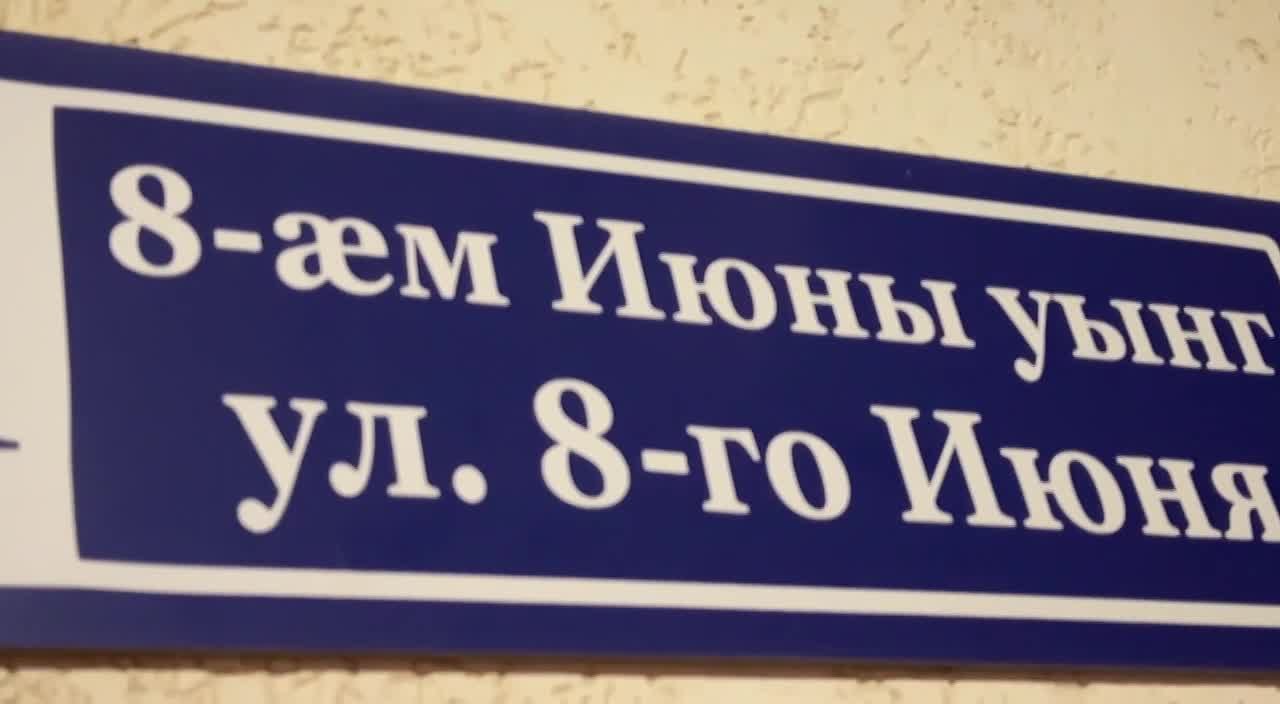 8-æм Июны уынг
ул. 8-го Июня